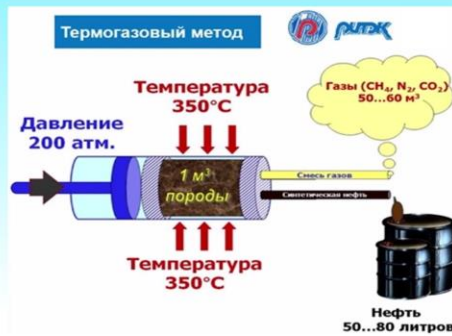 Термогазовый метод
РИТЭК
Температура
350°С
Газы (CH4, N2, CO2)
50...60 м³
Давление
200 атм.
1 м³
породы
Смесь газов
Синтетическая нефть
Температура
350°С
Нефть
50...80 литров